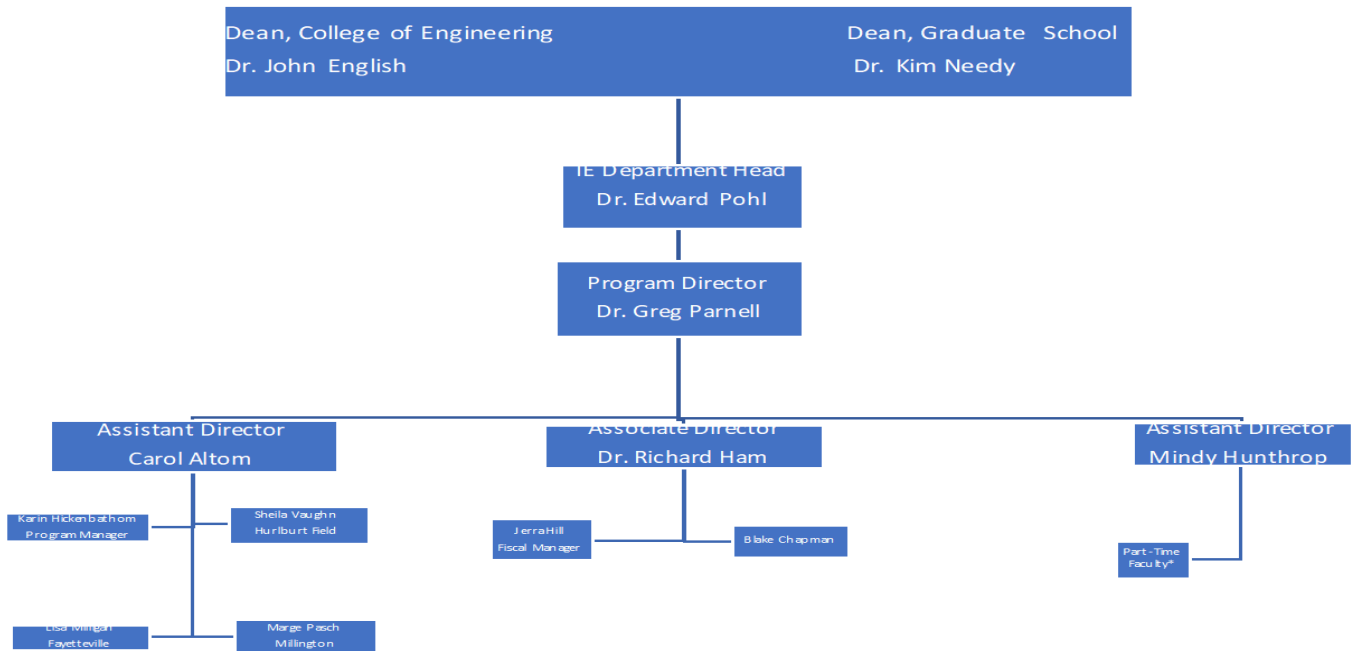 Dean, College of Engineering Dean, Graduate School
Dr. John English Dr. Kim Needy
IE Department Head
Dr. Edward Pohl
Program Director
Dr. Greg Parnell
Assistant Director
Carol Altom
Associate Director
Dr. Richard Ham
Assistant Director
Mindy Hunthrop
Karin Hickenbathom
Program Manager
Sheila Vaughn
Hurlburt Field
Jerra Hill
Fiscal Manager
Blake Chapman
Part-Time
Faculty*
Lisa Milligan
Fayetteville
Marge Pasch
Millington